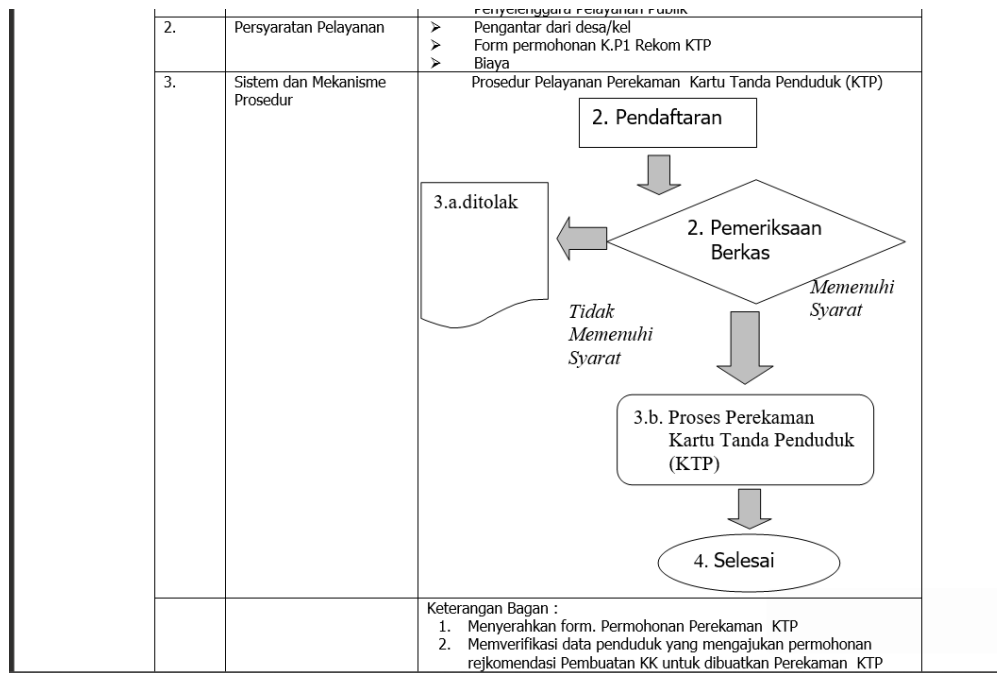 Penyelenggara Pelayanan Publik
2. Persyaratan Pelayanan
➢ Pengantar dari desa/kel
➢ Form permohonan K.P1 Rekom KTP
➢ Biaya
3. Sistem dan Mekanisme
Prosedur
Prosedur Pelayanan Perekaman Kartu Tanda Penduduk (KTP)
2. Pendaftaran
3.a.ditolak
2. Pemeriksaan
Berkas
Memenuhi
Syarat
Tidak
Memenuhi
Syarat
3.b. Proses Perekaman
Kartu Tanda Penduduk
(KTP)
4. Selesai
Keterangan Bagan :
1. Menyerahkan form. Permohonan Perekaman KTP
2. Memverifikasi data penduduk yang mengajukan permohonan
rejkomendasi Pembuatan KK untuk dibuatkan Perekaman KTP